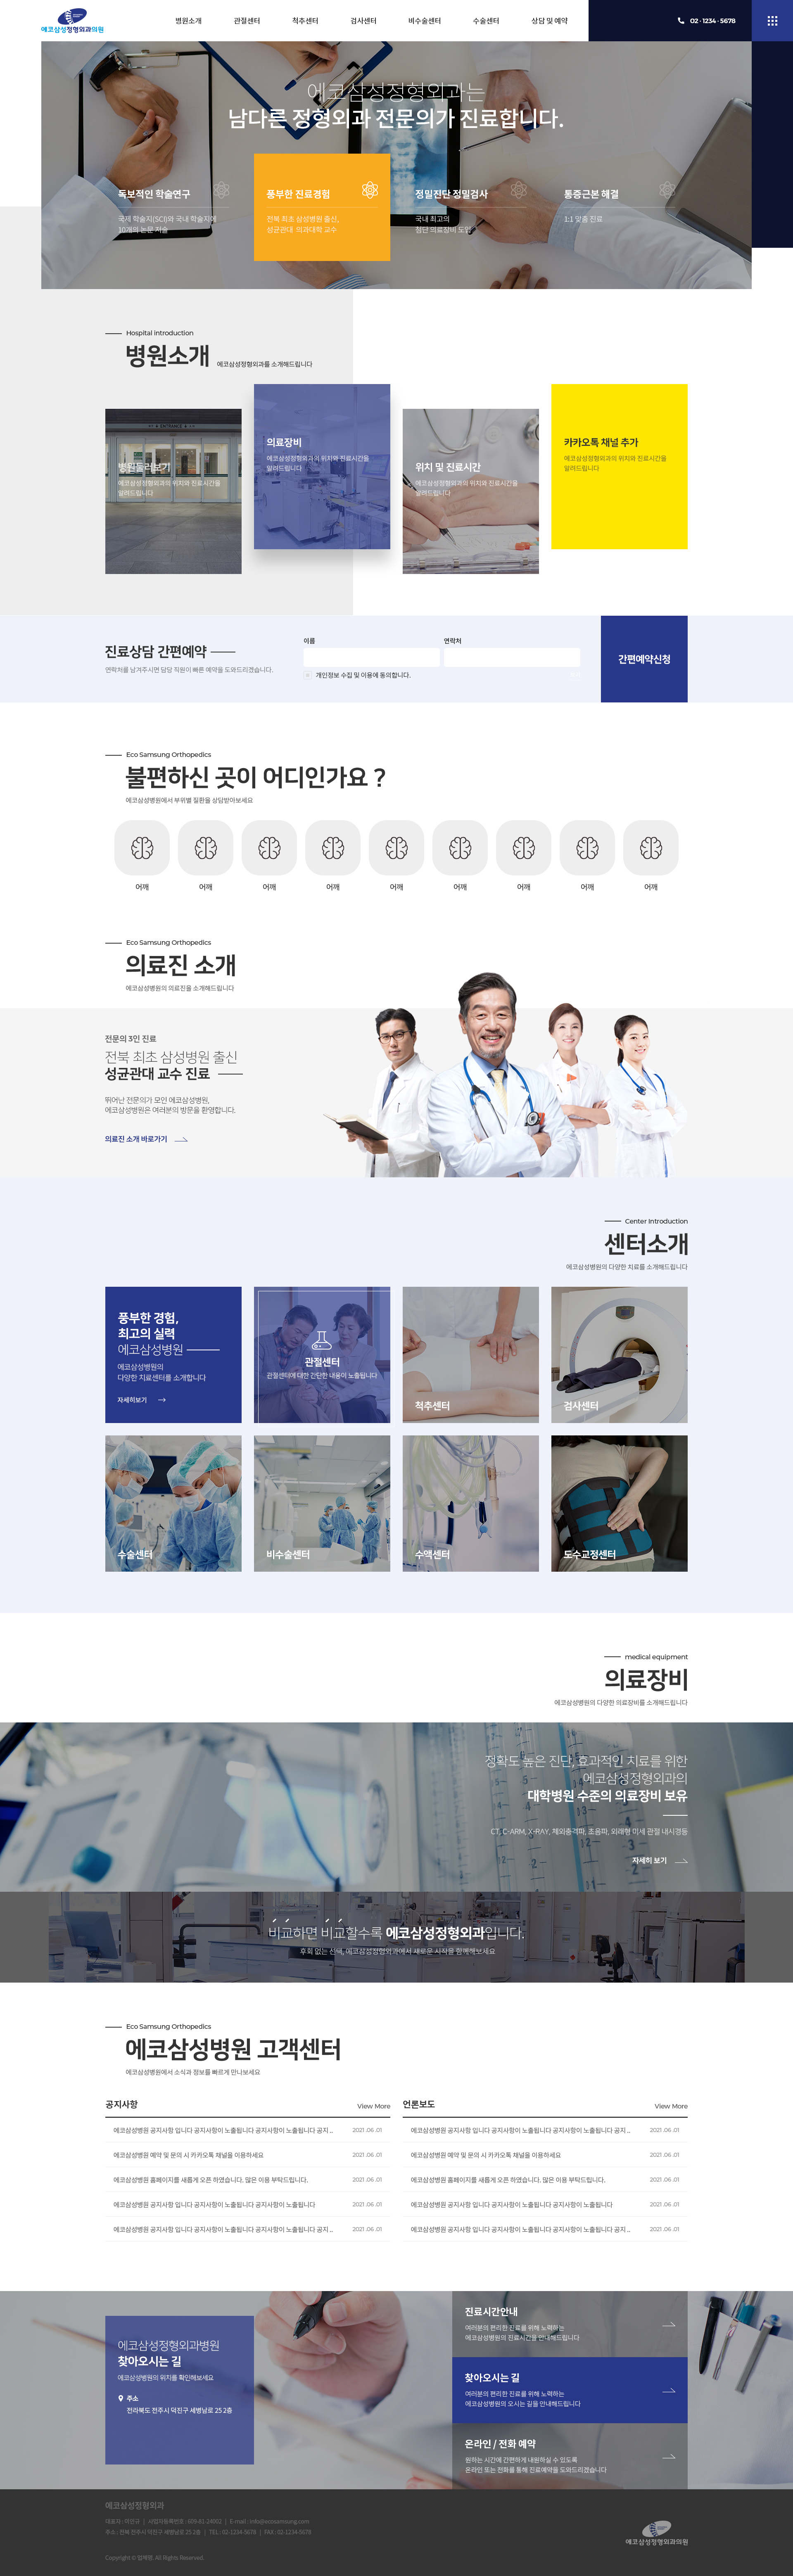 에코삼성정형외과의원
병원소개
관절센터
척추센터
검사센터
비수술센터
수술센터
상담 및 예약
02 · 1234 · 5678
에코삼성정형외과는
남다른 정형외과 전문의가 진료합니다.
독보적인 학술연구
국제 학술지(SCI)와 국내 학술지에
10개의 논문 저술
풍부한 진료경험
전북 최초 삼성병원 출신,
성균관대 의과대학 교수
정밀진단 정밀검사
국내 최고의
첨단 의료장비 도입
통증근본 해결
1:1 맞춤 진료
Hospital introduction
병원소개
에코삼성정형외과를 소개해드립니다
ENTRANCE
병원둘러보기
에코삼성정형외과의 위치와 진료시간을
알려드립니다
의료장비
에코삼성정형외과의 위치와 진료시간을
알려드립니다
위치 및 진료시간
에코삼성정형외과의 위치와 진료시간을
알려드립니다
카카오톡 채널 추가
에코삼성정형외과의 위치와 진료시간을
알려드립니다
진료상담 간편예약
연락처를 남겨주시면 담당 직원이 빠른 예약을 도와드리겠습니다.
이름
연락처
개인정보 수집 및 이용에 동의합니다.
간편예약신청
Eco Samsung Orthopedics
불편하신 곳이 어디인가요 ?
에코삼성병원에서 부위별 질환을 상담받아보세요
어깨
어깨
어깨
어깨
어깨
어깨
어깨
어깨
어깨
Eco Samsung Orthopedics
의료진 소개
에코삼성병원의 의료진을 소개해드립니다
전문의 3인 진료
전북 최초 삼성병원 출신
성균관대 교수 진료
뛰어난 전문의가 모인 에코삼성병원,
에코삼성병원은 여러분의 방문을 환영합니다.
의료진 소개 바로가기
Center Introduction
센터소개
에코삼성병원의 다양한 치료를 소개해드립니다
풍부한 경험,
최고의 실력
에코삼성병원
에코삼성병원의
다양한 치료센터를 소개합니다
자세히보기
관절센터
관절센터에 대한 간단한 내용이 노출됩니다
척추센터
검사센터
수술센터
비수술센터
수액센터
도수교정센터
medical equipment
의료장비
에코삼성병원의 다양한 의료장비를 소개해드립니다
정확도 높은 진단, 효과적인 치료를 위한
에코삼성정형외과의
대학병원 수준의 의료장비 보유
CT, C-ARM, X-RAY, 체외충격파, 초음파, 외래형 미세 관절 내시경등
자세히 보기
비교하면 비교할수록 에코삼성정형외과입니다.
후회 없는 선택, 에코삼성정형외과에서 새로운 시작을 함께해보세요
Eco Samsung Orthopedics
에코삼성병원 고객센터
에코삼성병원에서 소식과 정보를 빠르게 만나보세요
공지사항
View More
에코삼성병원 공지사항 입니다 공지사항이 노출됩니다 공지사항이 노출됩니다 공지 ..
2021 .06 .01
에코삼성병원 예약 및 문의 시 카카오톡 채널을 이용하세요
2021 .06 .01
에코삼성병원 홈페이지를 새롭게 오픈 하였습니다. 많은 이용 부탁드립니다.
2021 .06 .01
에코삼성병원 공지사항 입니다 공지사항이 노출됩니다 공지사항이 노출됩니다
2021 .06 .01
에코삼성병원 공지사항 입니다 공지사항이 노출됩니다 공지사항이 노출됩니다 공지 ..
2021 .06 .01
언론보도
View More
에코삼성병원 공지사항 입니다 공지사항이 노출됩니다 공지사항이 노출됩니다 공지 ..
2021 .06 .01
에코삼성병원 예약 및 문의 시 카카오톡 채널을 이용하세요
2021 .06 .01
에코삼성병원 홈페이지를 새롭게 오픈 하였습니다. 많은 이용 부탁드립니다.
2021 .06 .01
에코삼성병원 공지사항 입니다 공지사항이 노출됩니다 공지사항이 노출됩니다
2021 .06 .01
에코삼성병원 공지사항 입니다 공지사항이 노출됩니다 공지사항이 노출됩니다 공지 ..
2021 .06 .01
에코삼성정형외과병원
찾아오시는 길
에코삼성병원의 위치를 확인해보세요
주소
전라북도 전주시 덕진구 세병남로 25 2층
진료시간안내
여러분의 편리한 진료를 위해 노력하는
에코삼성병원의 진료시간을 안내해드립니다
찾아오시는 길
여러분의 편리한 진료를 위해 노력하는
에코삼성병원의 오시는 길을 안내해드립니다
온라인 / 전화 예약
원하는 시간에 간편하게 내원하실 수 있도록
온라인 또는 전화를 통해 진료예약을 도와드리겠습니다
에코삼성정형외과
주소 : 전북 전주시 덕진구 세병남로 25 2층 | TEL : 02-1234-5678 | FAX : 02-1234-5678
All Rights Reserved.
에코삼성정형외과의원